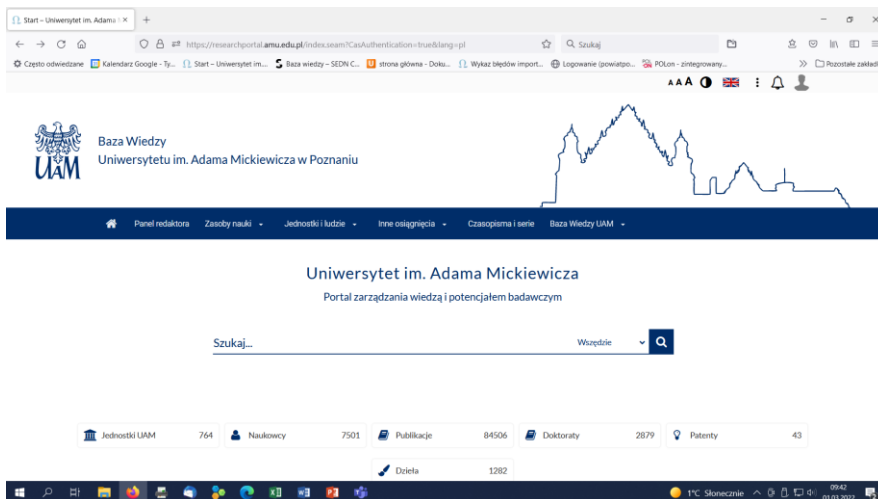 Start – Uniwersytet im. Adama
https://researchportal.amu.edu.pl/index.seam?CasAuthentication=true&lang=pl
Szukaj
Często odwiedzane Kalendarz Google - Ty... Start – Uniwersytet im... Baza wiedzy – SEDN C... strona główna - Doku... Wykaz błędów import... Logowanie (powiatpo... POLon - zintegrowany... Pozostałe zakład
A A A
UAM
Baza Wiedzy
Uniwersytetu im. Adama Mickiewicza w Poznaniu
Panel redaktora Zasoby nauki Jednostki i ludzie Inne osiągnięcia Czasopisma i serie Baza Wiedzy UAM
Uniwersytet im. Adama Mickiewicza
Portal zarządzania wiedzą i potencjałem badawczym
Szukaj... Wszędzie
Jednostki UAM 764 Naukowcy 7501 Publikacje 84506 Doktoraty 2879 Patenty 43
Dzieła 1282
1°C Słonecznie 09:42
01.03.2022